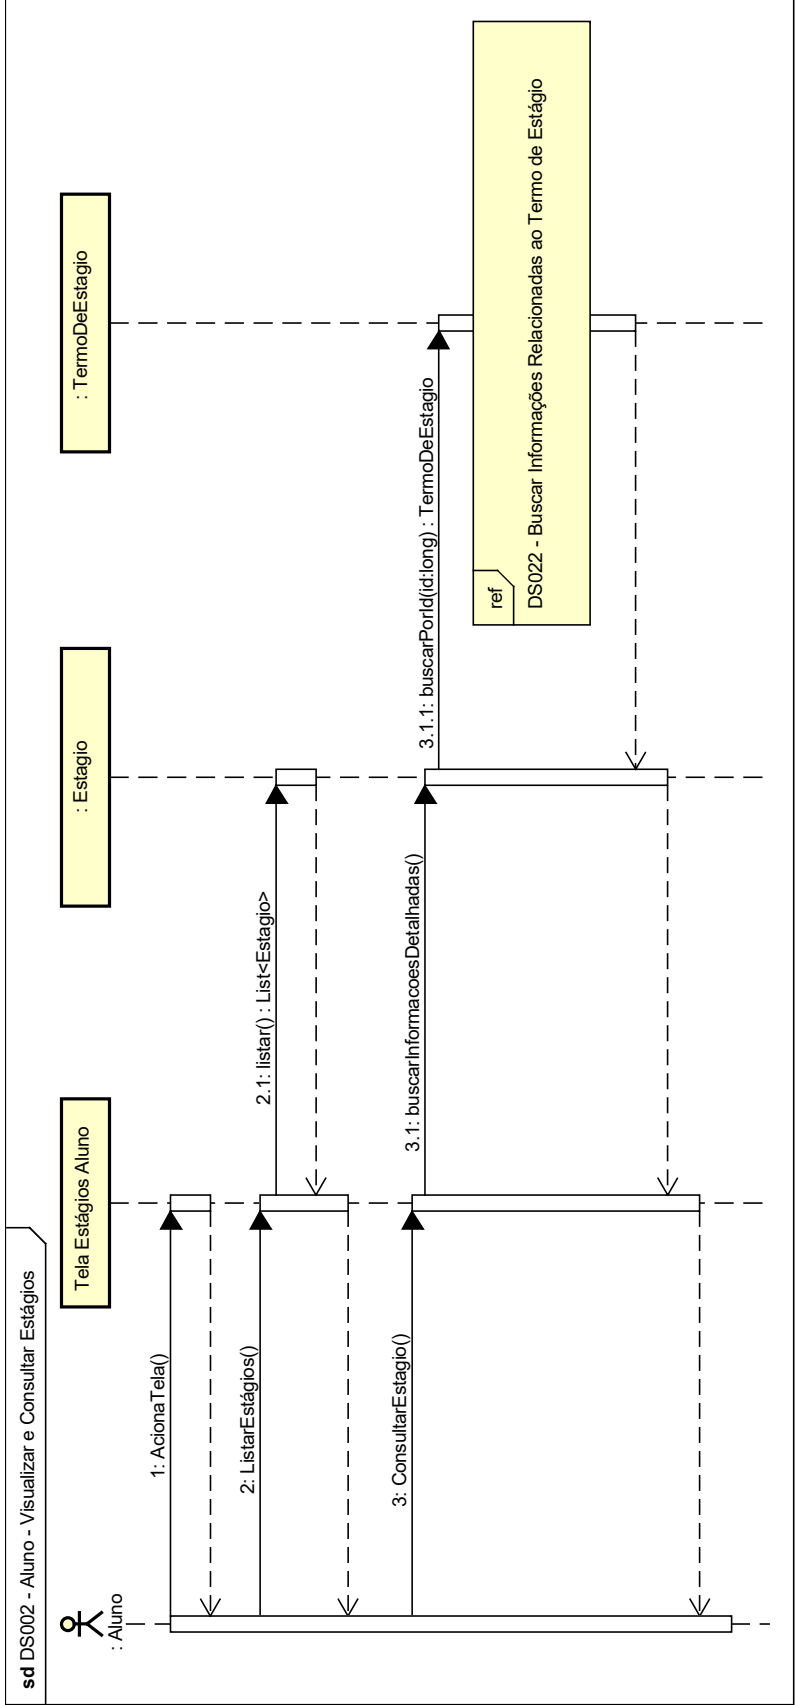 sd DS002 - Aluno - Visualizar e Consultar Estágios
: Aluno
Tela Estágios Aluno
: Estagio
: TermoDeEstagio
1: AcionaTela()
2: ListarEstágios()
2.1: listar() : List<Estagio>
3: ConsultarEstagio()
3.1: buscarInformacoesDetalhadas()
3.1.1: buscarPorId(id:long) : TermoDeEstagio
ref
DS022 - Buscar Informações Relacionadas ao Termo de Estágio